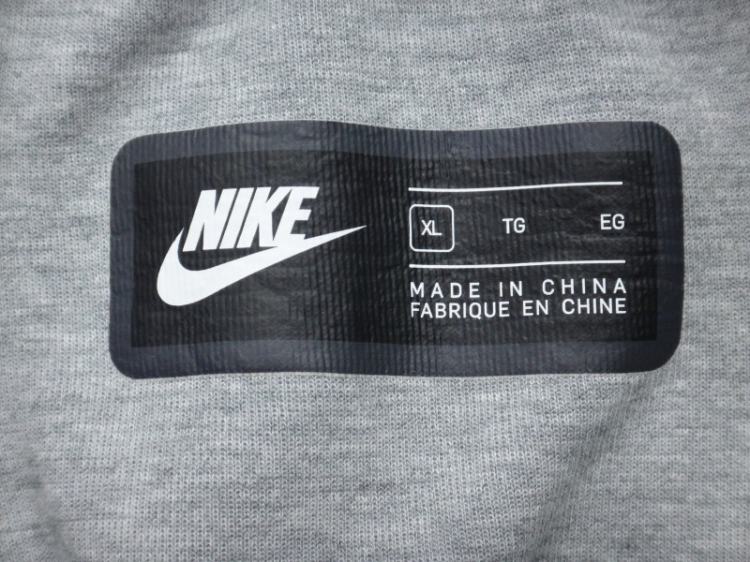 NIKE
XL TG EG
MADE IN CHINA
FABRIQUE EN CHINE